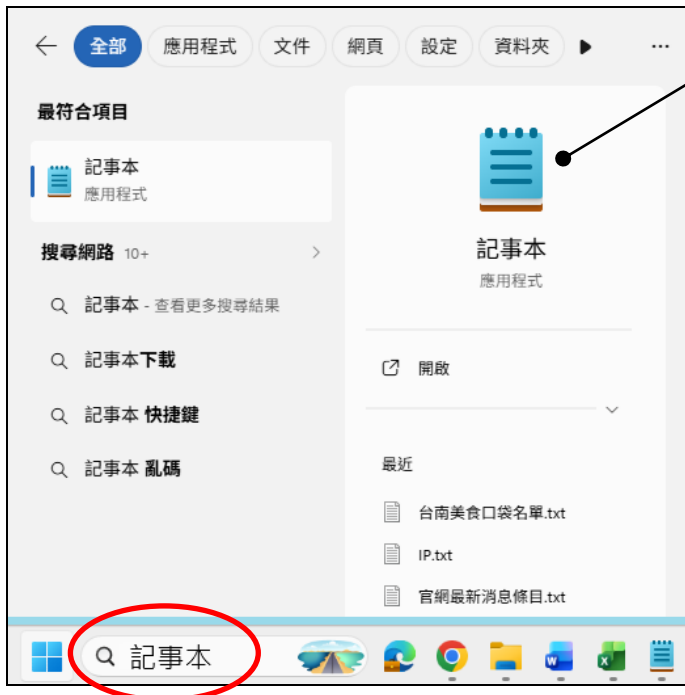 全部 應用程式 文件 網頁 設定 資料夾
最符合項目
記事本
應用程式
搜尋網路 10+
記事本 - 查看更多搜尋結果
記事本下載
記事本 快捷鍵
記事本 亂碼
記事本
應用程式
開啟
最近
台南美食口袋名單.txt
IP.txt
官網最新消息條目.txt
記事本